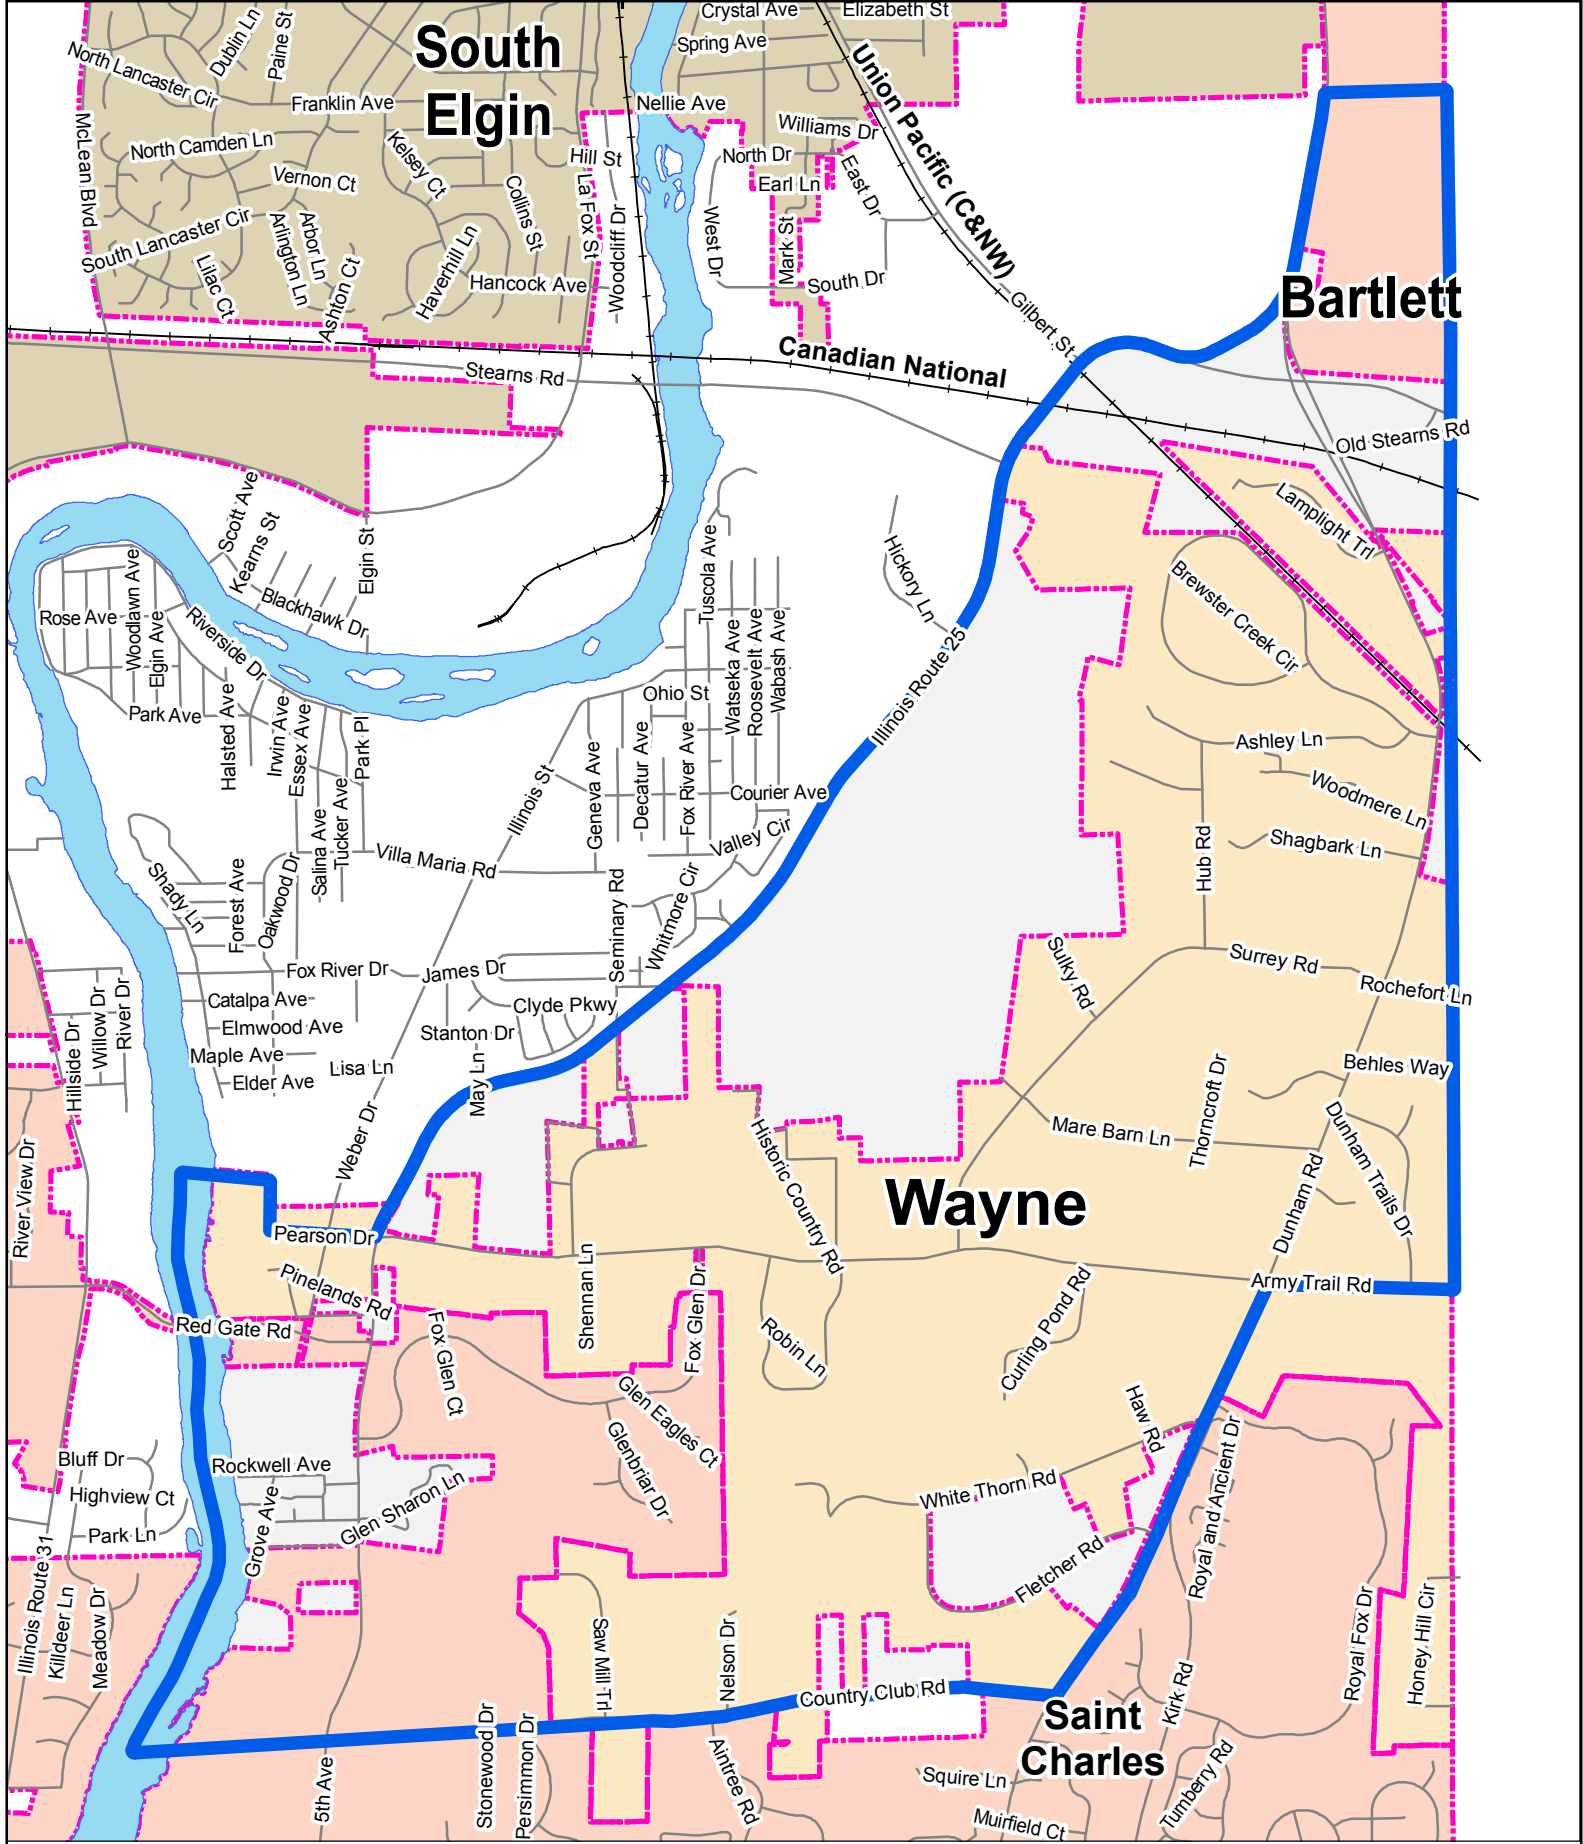 Crystal Ave
Elizabeth St
Dublin Ln
Paine St
South
Elgin
Spring Ave
North Lancaster Cir
Franklin Ave
Nellie Ave
Union Pacific (C&NW)
McLean Blvd
North Camden Ln
Kelsey Ct
Williams Dr
Hill St
North Dr
Vernon Ct
Collins St
La Fox St
Earl Ln
East Dr
South Lancaster Cir
Arlington Ln
Arbor Ln
Woodcliff Dr
West Dr
Mark St
Lilac Ct
Ashton Ct
Haverhill Ln
Hancock Ave
South Dr
Bartlett
Gilbert St
Canadian National
Stearns Rd
Old Stearns Rd
Scott Ave
Kearns St
Elgin St
Lamplight Trl
Tuscola Ave
Hickory Ln
Woodlawn Ave
Rose Ave
Elgin Ave
Blackhawk Dr
Riverside Dr
Brewster Creek Cir
Wataseka Ave
Roosevelt Ave
Wabash Ave
Illinois Route 25
Ohio St
Park Ave
Halsted Ave
Irwin Ave
Essex Ave
Park Pl
Ashley Ln
Illinois St
Geneva Ave
Decatur Ave
Fox River Ave
Courier Ave
Woodmere Ln
Salina Ave
Tucker Ave
Valley Cir
Hub Rd
Shagbark Ln
Villa Maria Rd
Shady Ln
Forest Ave
Oakwood Dr
Seminary Rd
Whitmore Cir
Sulky Rd
Surrey Rd
Fox River Dr
James Dr
Rochefort Ln
Willow Dr
River Dr
Catalpa Ave
Clyde Pkwy
Elmwood Ave
Stanton Dr
Hillside Dr
Maple Ave
Lisa Ln
Elder Ave
May Ln
Behles Way
Thorncroft Dr
Weber Dr
Mare Barn Ln
Dunham Trails Dr
River View Dr
Historic Country Rd
Wayne
Dunham Rd
Pearson Dr
Shennan Ln
Army Trail Rd
Pinelands Rd
Fox Glen Dr
Curling Pond Rd
Red Gate Rd
Fox Glen Ct
Robin Ln
Glen Eagles Ct
Haw Rd
Royal and Ancient Dr
Glenbriar Dr
Bluff Dr
Rockwell Ave
Highview Ct
Glen Sharon Ln
White Thorn Rd
Park Ln
Grove Ave
Fletcher Rd
Illinois Route 31
Killdeer Ln
Meadow Dr
Saw Mill Trl
Nelson Dr
Royal Fox Dr
Honey Hill Cir
Country Club Rd
Kirk Rd
Saint
Charles
5th Ave
Stonewood Dr
Persimmon Dr
Aintree Rd
Squire Ln
Turnberry Rd
Muirfield Ct